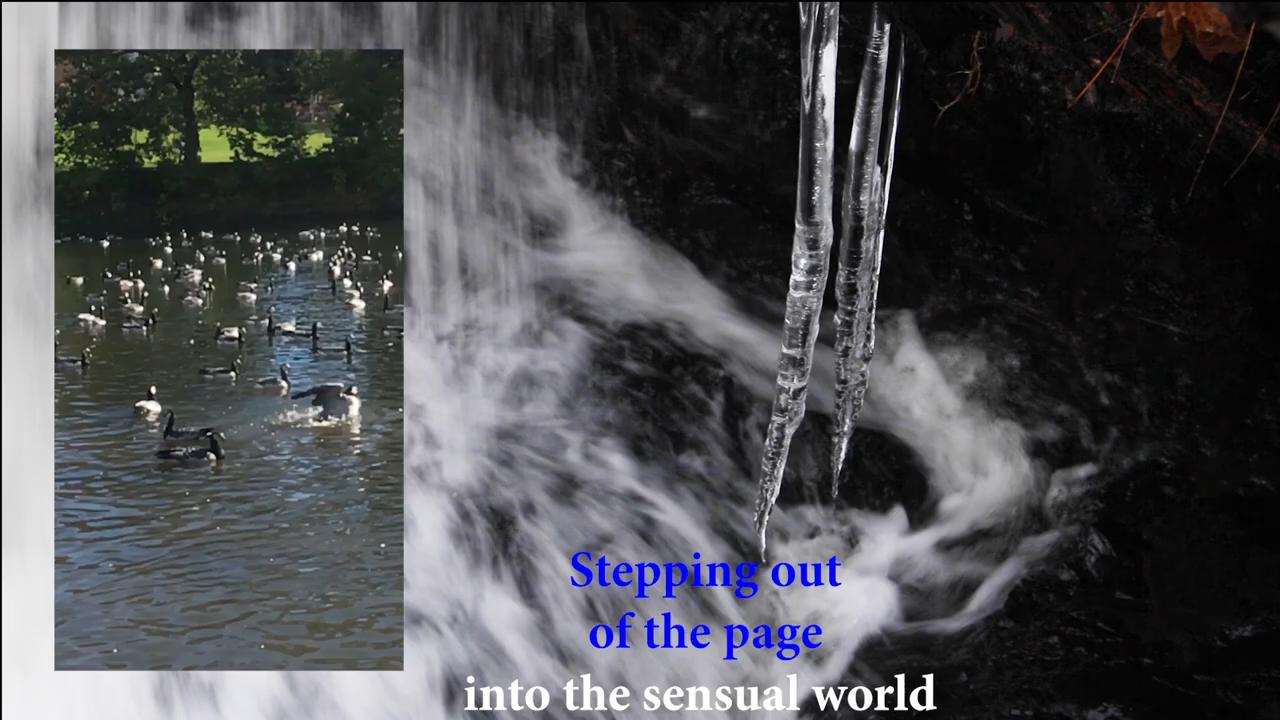 Stepping out
of the page
into the sensual world